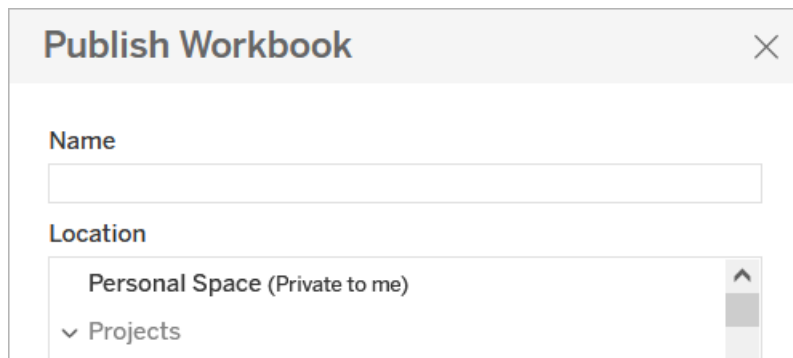 Publish Workbook
Name
Location
Personal Space (Private to me)
Projects